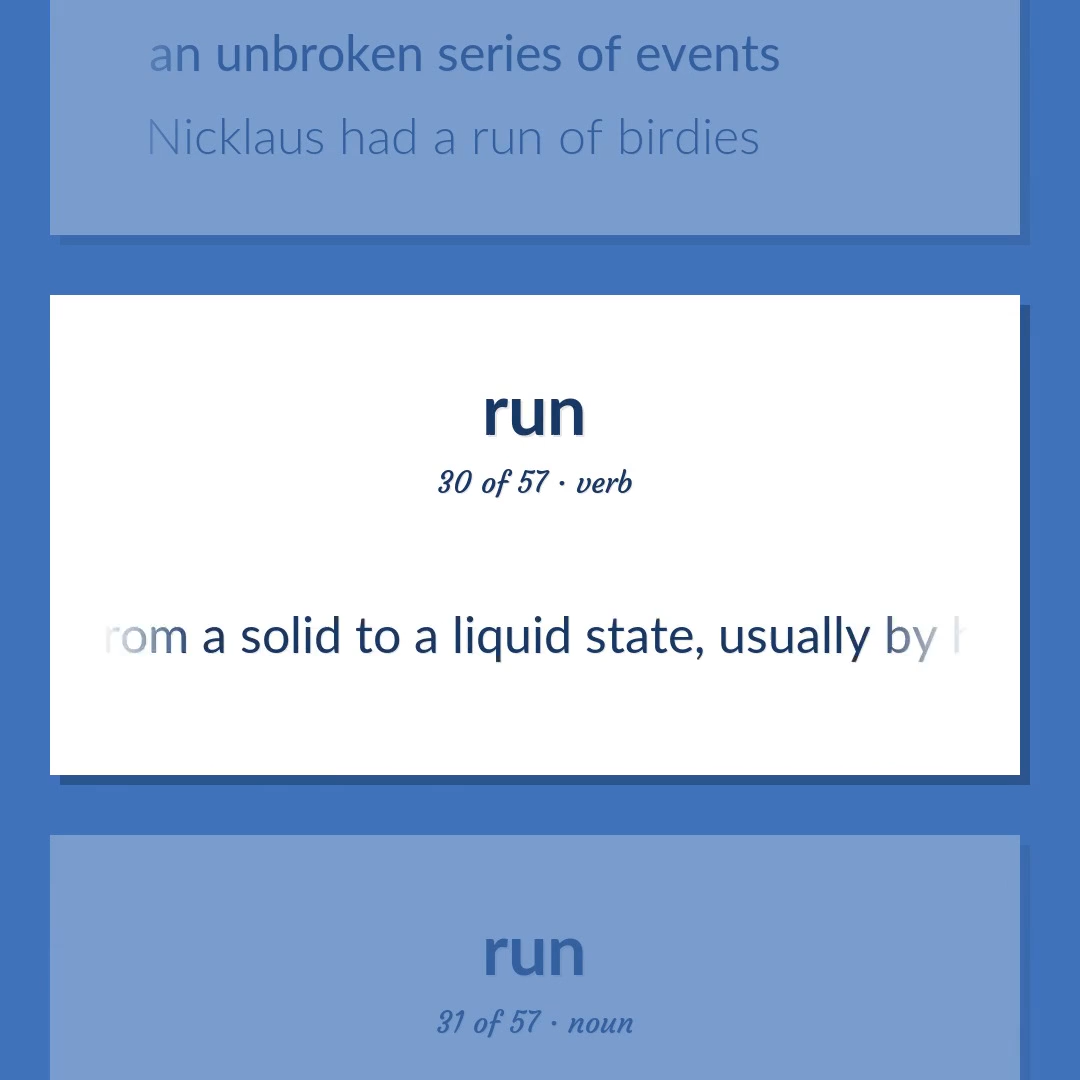 an unbroken series of events
Nicklaus had a run of birdies
run
30 of 57 · verb
rom a solid to a liquid state, usually by h
run
31 of 57 · noun